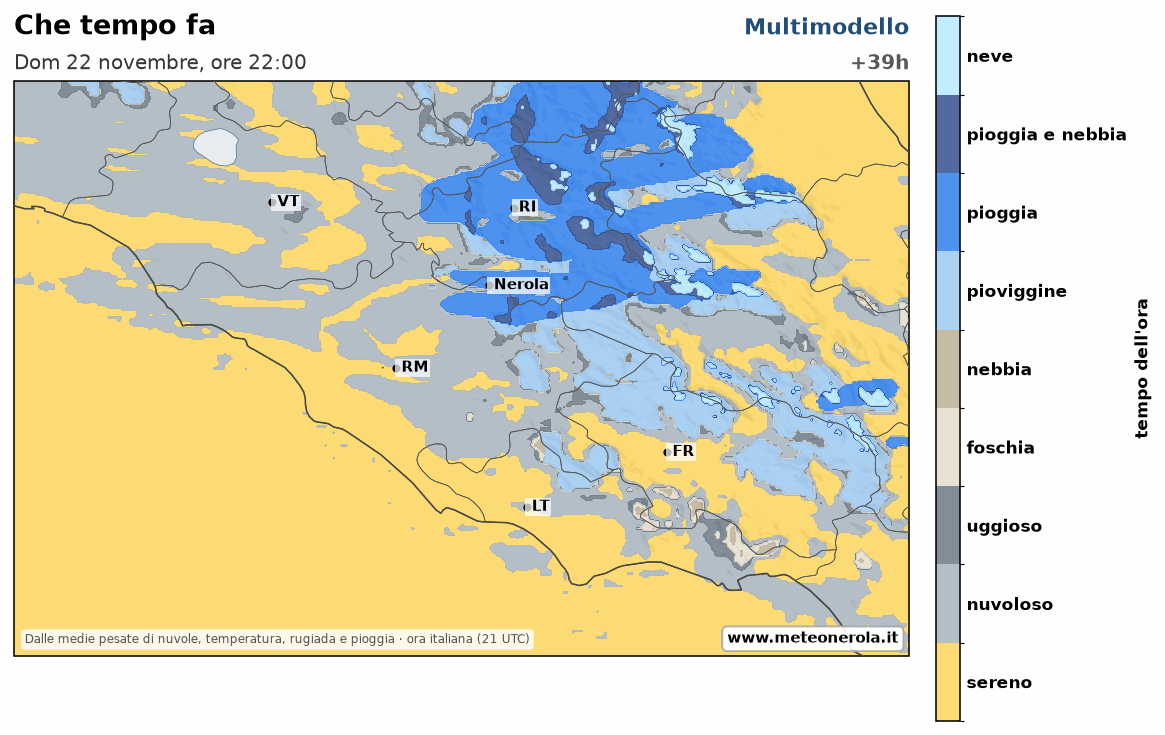 Che tempo fa
Multimodello
Dom 22 novembre, ore 22:00
+39h
neve
pioggia e nebbia
pioggia
pioviggine
nebbia
foschia
uggioso
nuvoloso
sereno
tempo dell'ora
VT
RI
Nerola
RM
FR
LT
Dalle medie pesate di nuvole, temperatura, rugiada e pioggia · ora italiana (21 UTC)
www.meteonerola.it